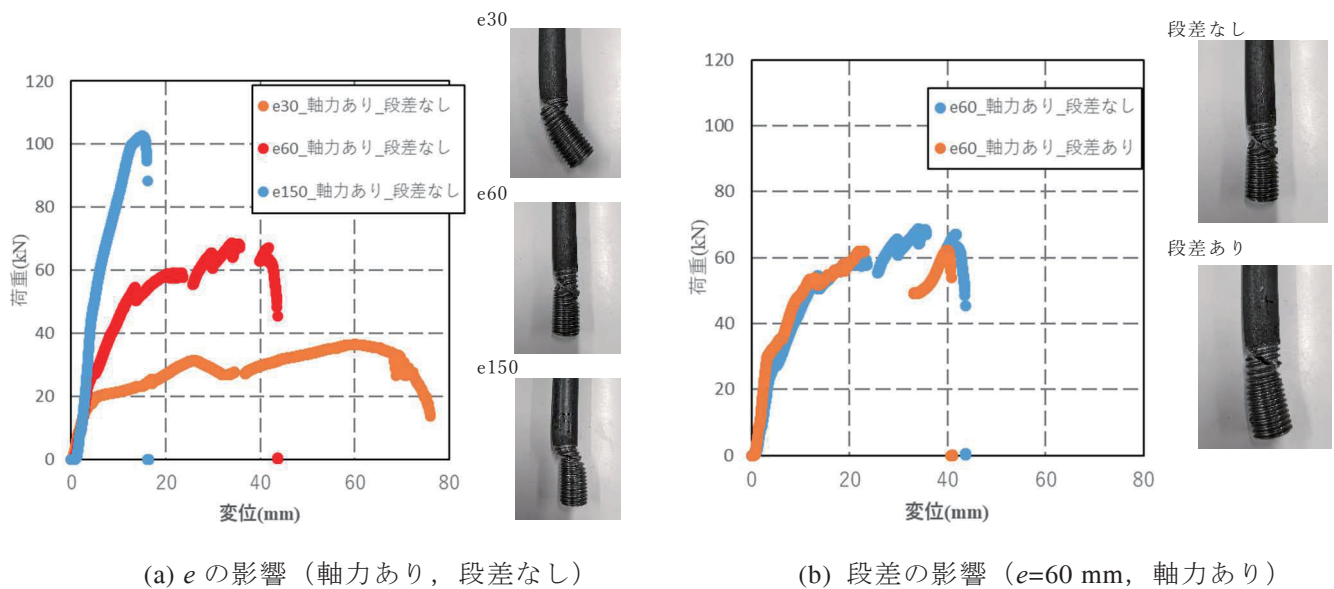 e30
120
100
80
60
40
20
0
荷重(kN)
e30_軸力あり_段差なし
e60_軸力あり_段差なし
e150_軸力あり_段差なし
0
20
40
60
80
変位(mm)
e60
e150
(a) e の影響（軸力あり，段差なし）
段差なし
120
100
80
60
40
20
0
荷重(kN)
e60_軸力あり_段差なし
e60_軸力あり_段差あり
0
20
40
60
80
変位(mm)
段差あり
(b) 段差の影響（e=60 mm，軸力あり）